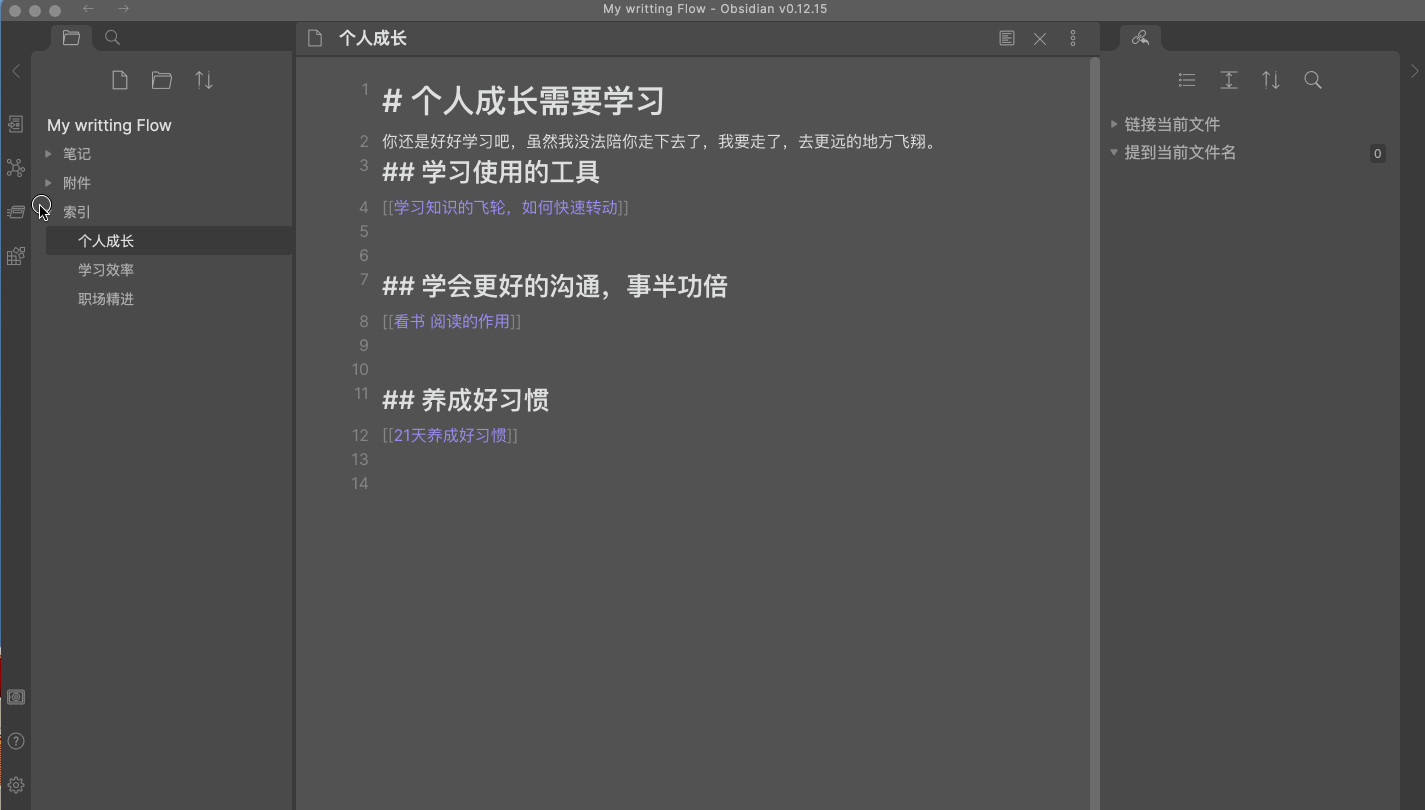 My writting Flow - Obsidian v0.12.15
个人成长
My writting Flow
笔记
附件
索引
个人成长
学习效率
职场精进
1 # 个人成长需要学习
2 你还是好好学习吧，虽然我没法陪你走下去了，我要走了，去更远的地方飞翔。
3 ## 学习使用的工具
4 [[学习知识的飞轮，如何快速转动]]
5
6
7 ## 学会更好的沟通，事半功倍
8 [[看书 阅读的作用]]
9
10
11 ## 养成好习惯
12 [[21天养成好习惯]]
13
14
链接当前文件
提到当前文件名 0